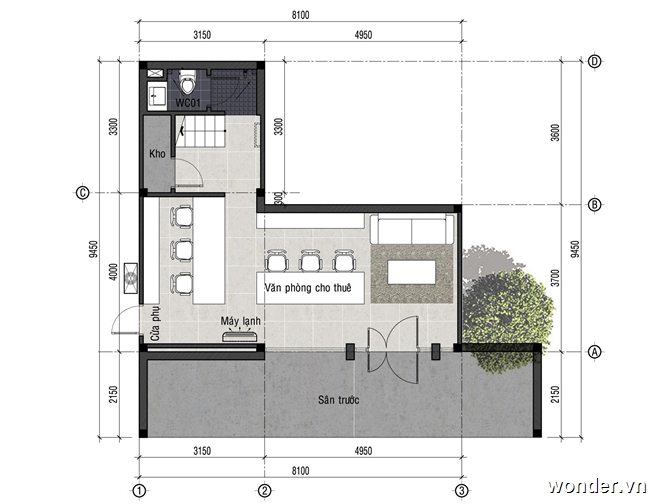 8100
3150 4950
D
WC01
Kho
3300 3300 3600
C
300
B
9450 9450
4000 3700
Văn phòng cho thuê
Cửa phụ
Máy lạnh
A
2150 2150
Sân trước
3150 4950
8100
1 2 3
wonder.vn